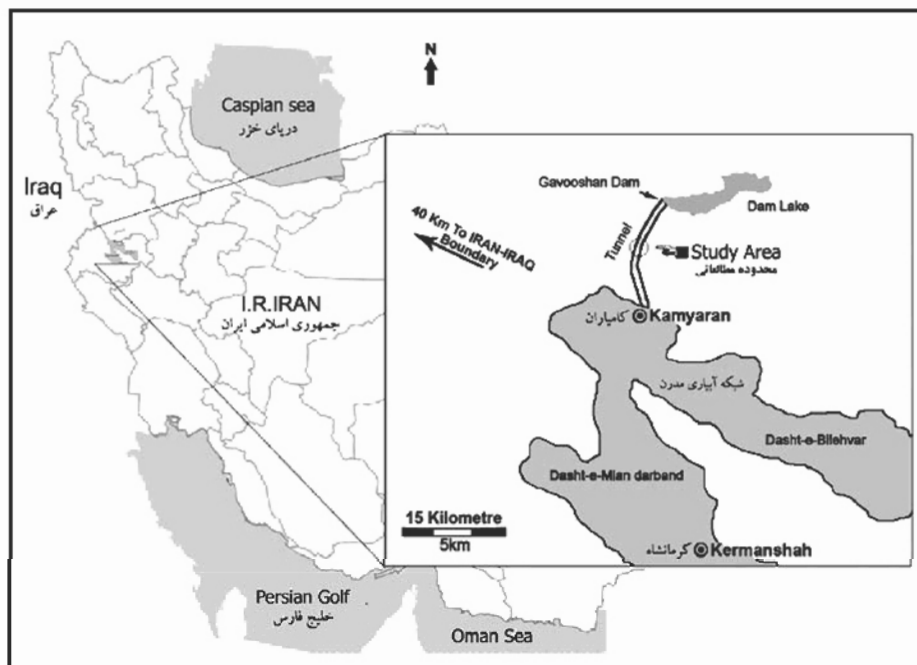 N
Caspian sea
دریای خزر
Iraq
عراق
I.R.IRAN
جمهوری اسلامی ایران
Persian Golf
خلیج فارس
Oman Sea
Gavooshan Dam
Dam Lake
40 Km To IRAN-IRAQ
Boundary
Tunnel
Study Area
محدوده مطالعاتی
کامیاران Kamyaran
شبکه آبیاری مدرن
Dasht-e-Bilehvar
Dasht-e-Mian darband
15 Kilometre
5km
کرمانشاه Kermanshah